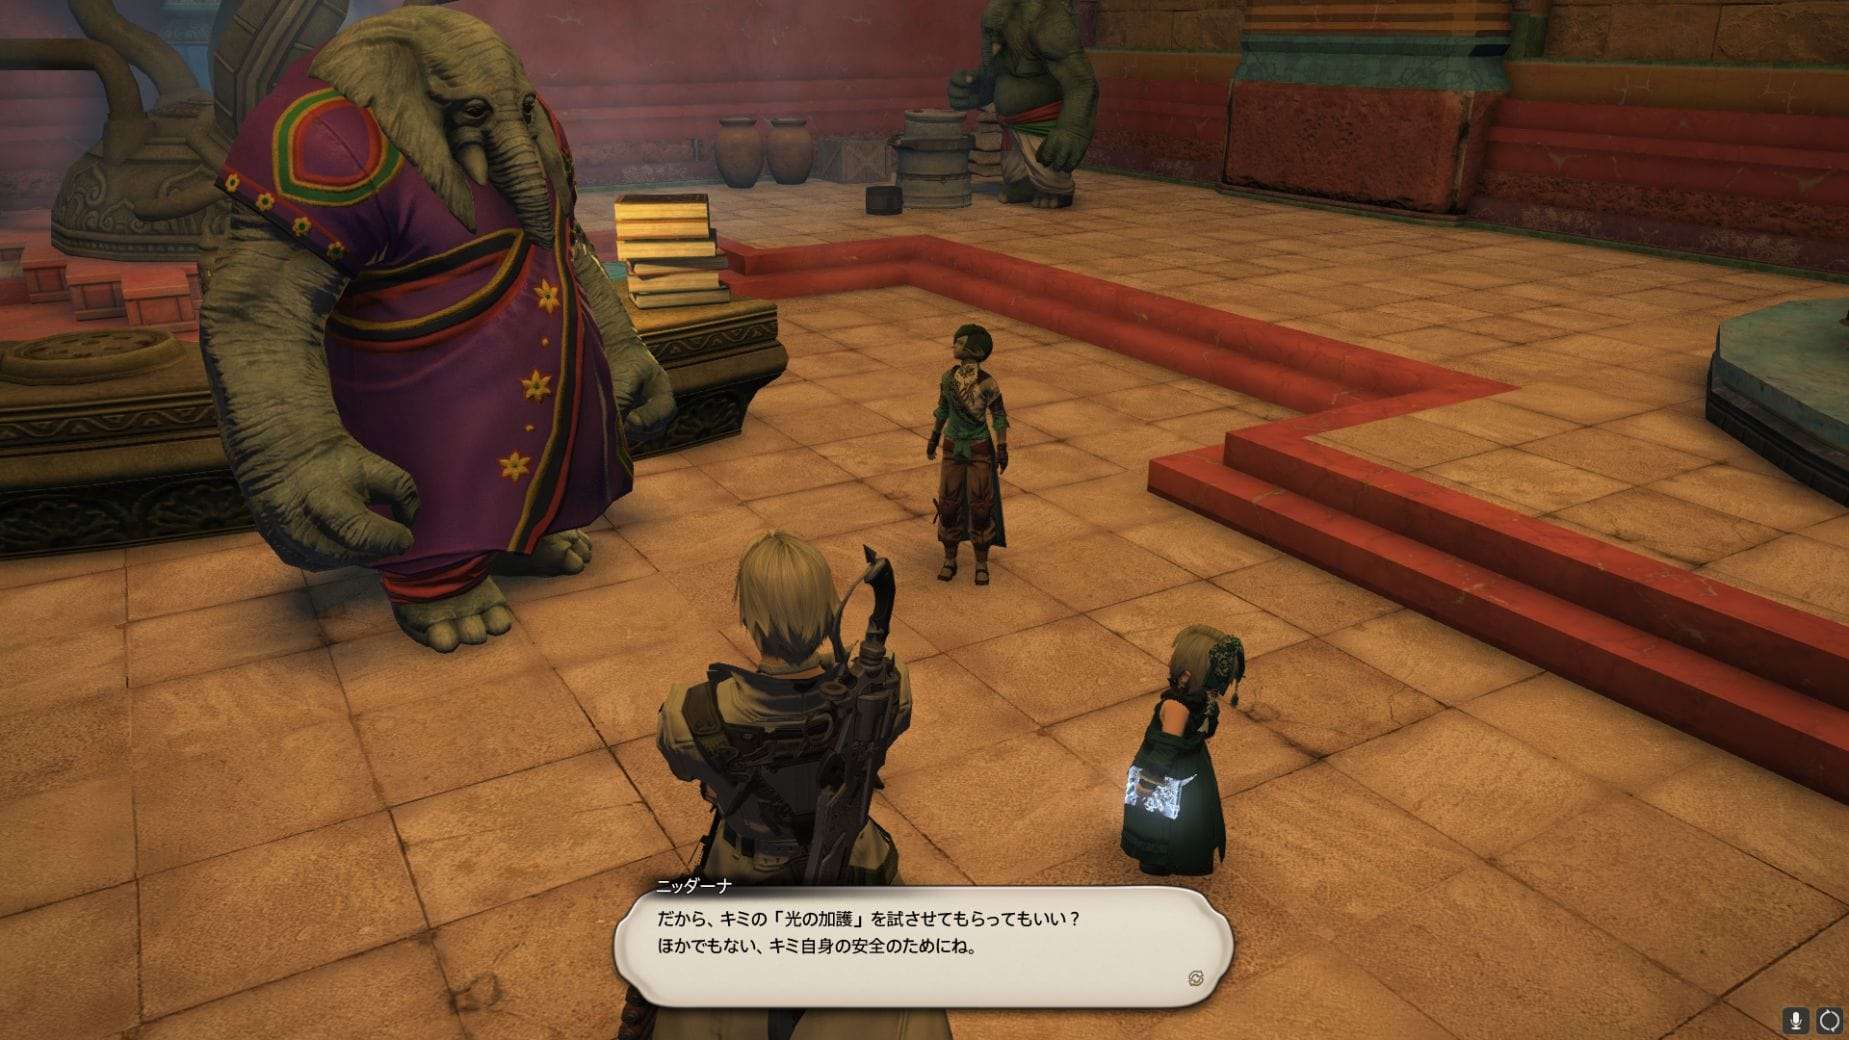 ニッダーナ
だから、キミの「光の加護」を試させてもらってもいい？
ほかでもない、キミ自身の安全のためにね。